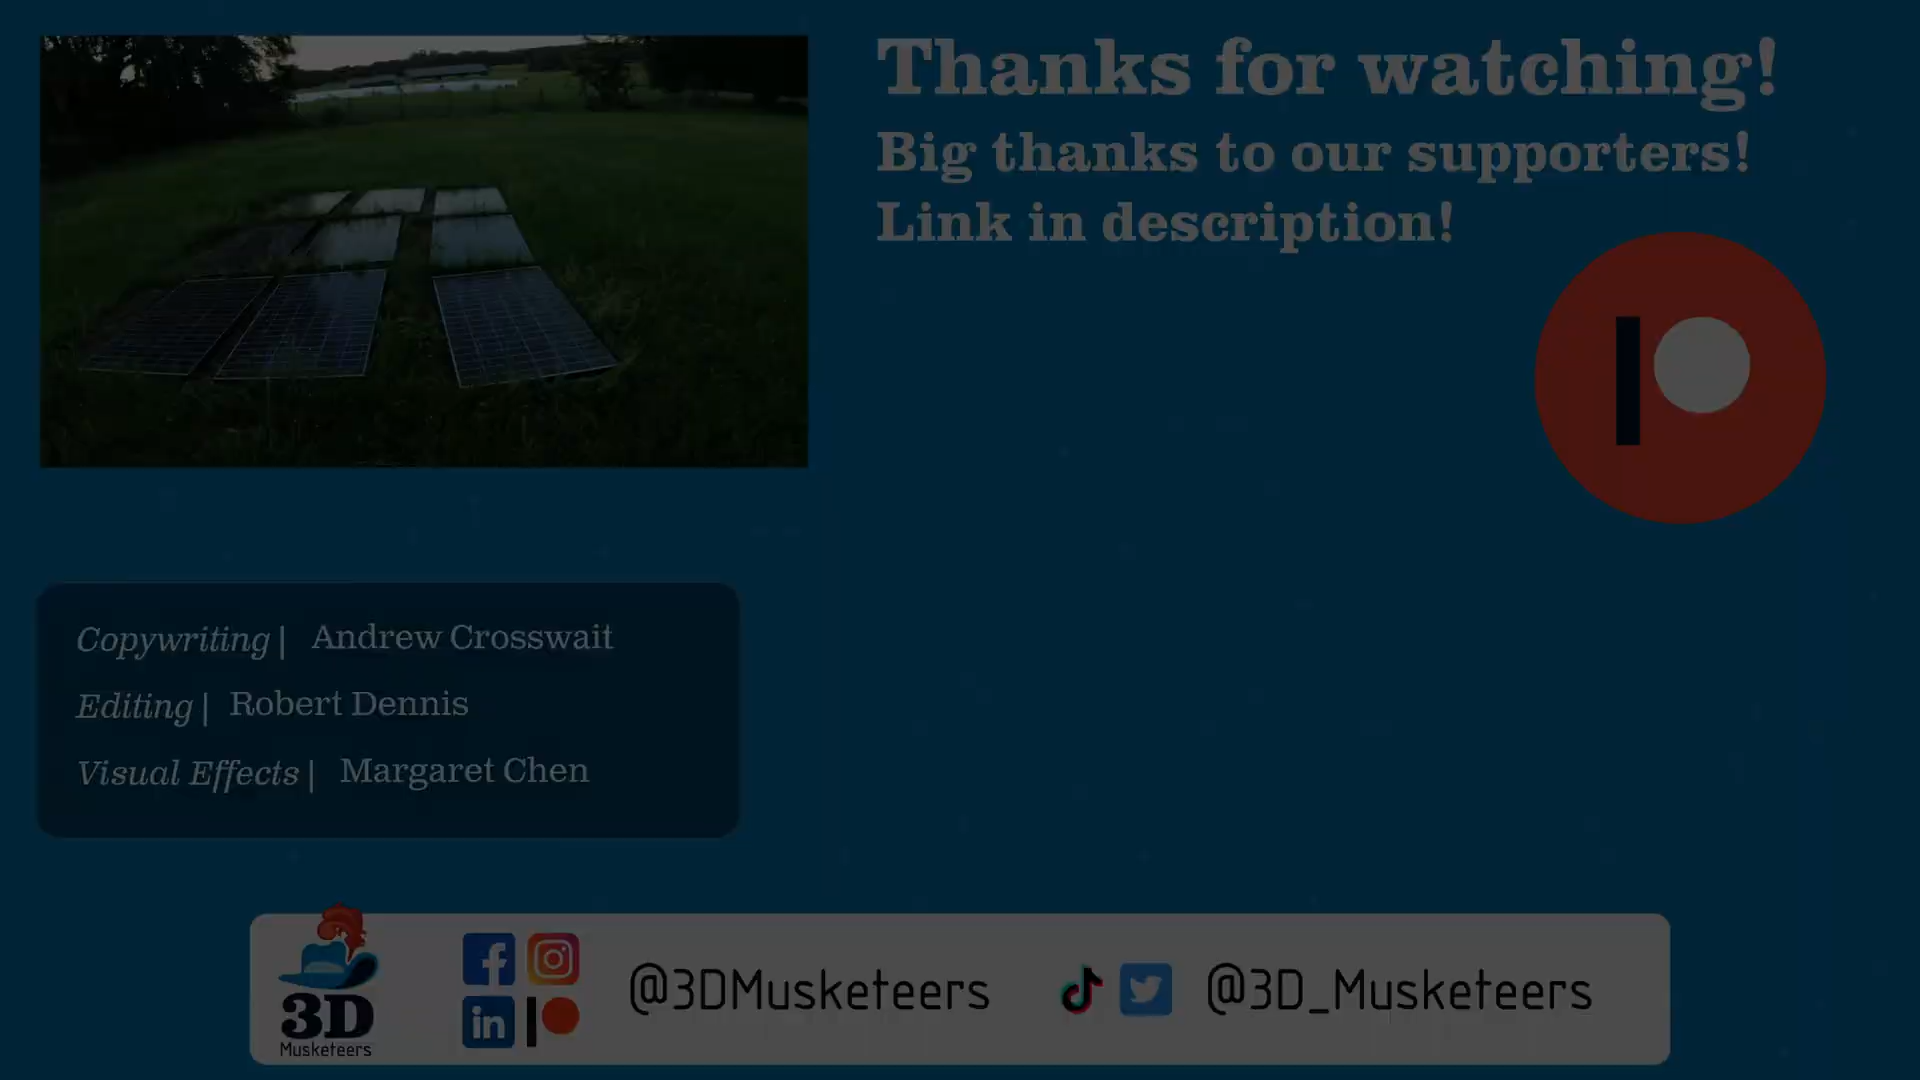 Thanks for watching!
Big thanks to our supporters!
Link in description!
Copywriting | Andrew Crosswait
Editing | Robert Dennis
Visual Effects | Margaret Chen
3D
Musketeers
@3DMusketeers
@3D_Musketeers